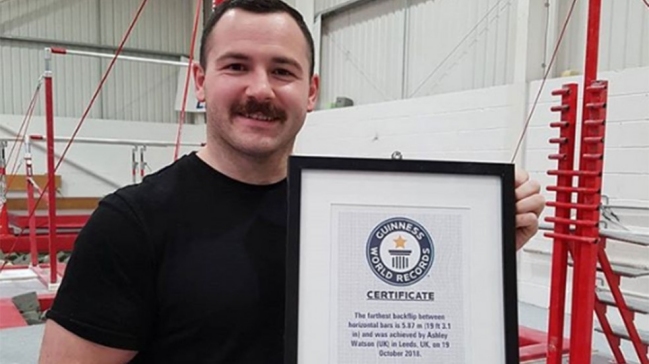 GUINNESS
WORLD RECORDS
CERTIFICATE
The farthest backflip between
horizontal bars is 5.87 m (19 ft 3.1
in) and was achieved by Ashley
Watson (UK) in Leeds, UK, on 19
October 2018.